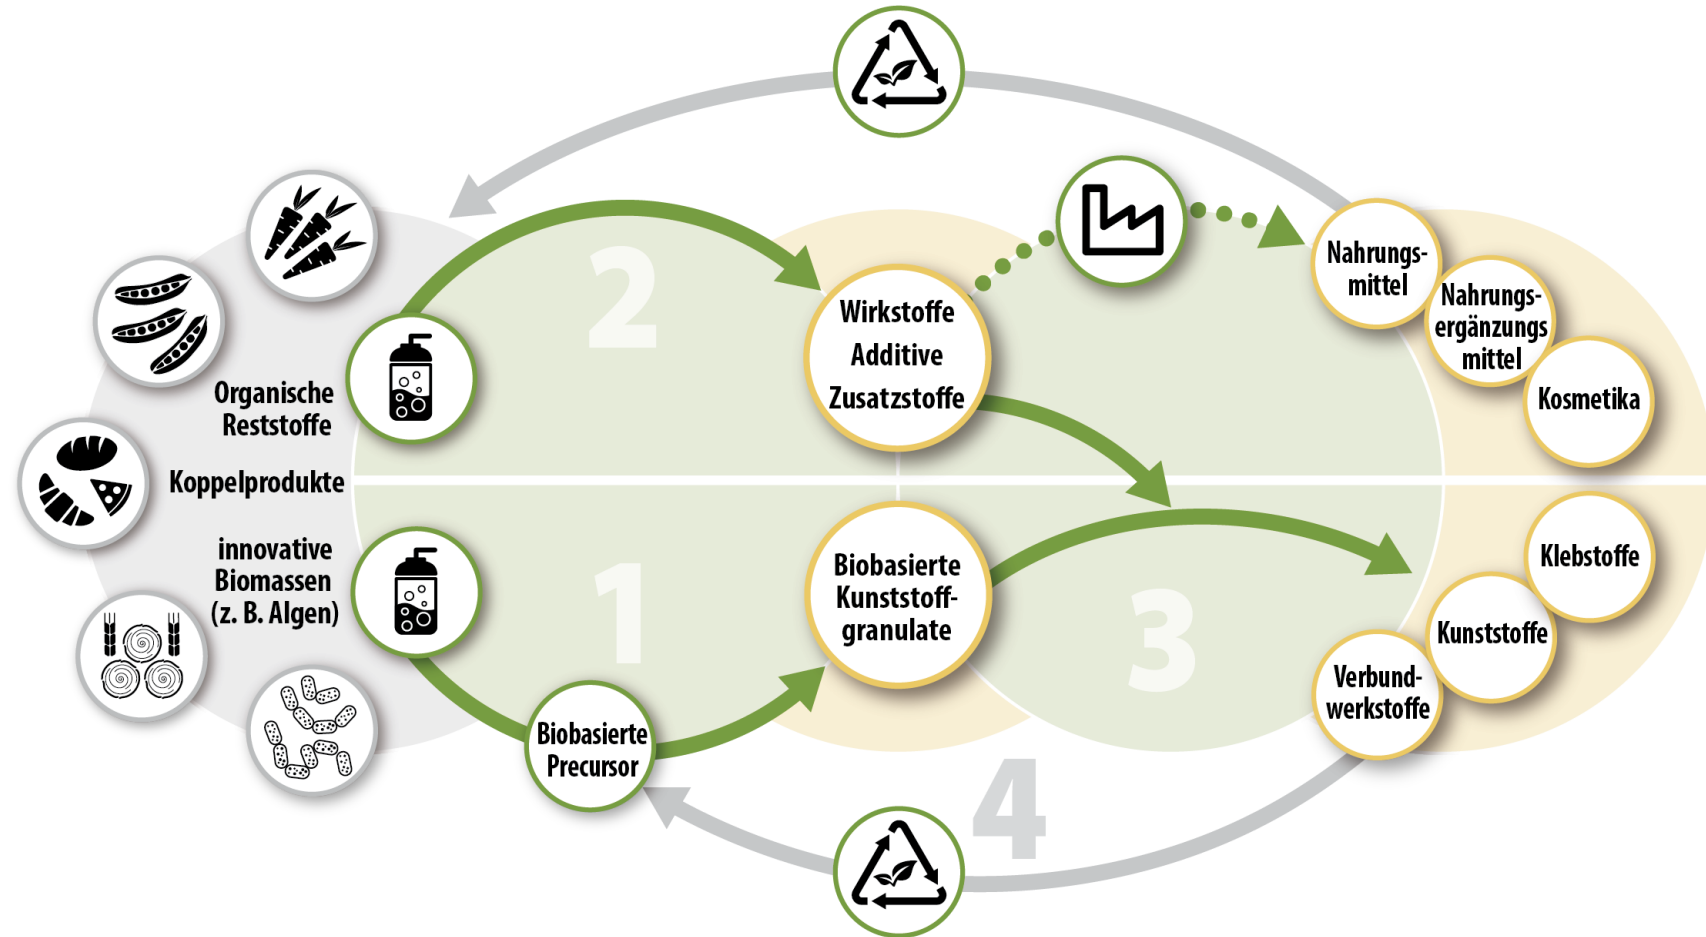 2
Nahrungs-
mittel
Nahrungs-
ergänzungs
mittel
Kosmetika
Wirkstoffe
Additive
Zusatzstoffe
Organische
Reststoffe
Koppelprodukte
innovative
Biomassen
(z. B. Algen)
1
Biobasierte
Kunststoff-
granulate
3
Klebstoffe
Kunststoffe
Verbund-
werkstoffe
Biobasierte
Precursor
4